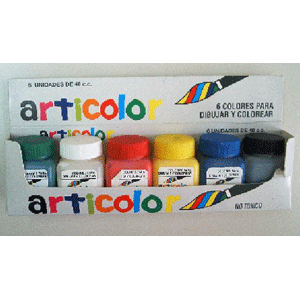 6 UNIDADES DE 40 c.c.
articolor
6 COLORES PARA
DIBUJAR Y COLOREAR
6 UNIDADES DE 40 c.c.
articolor
NO TOXICO